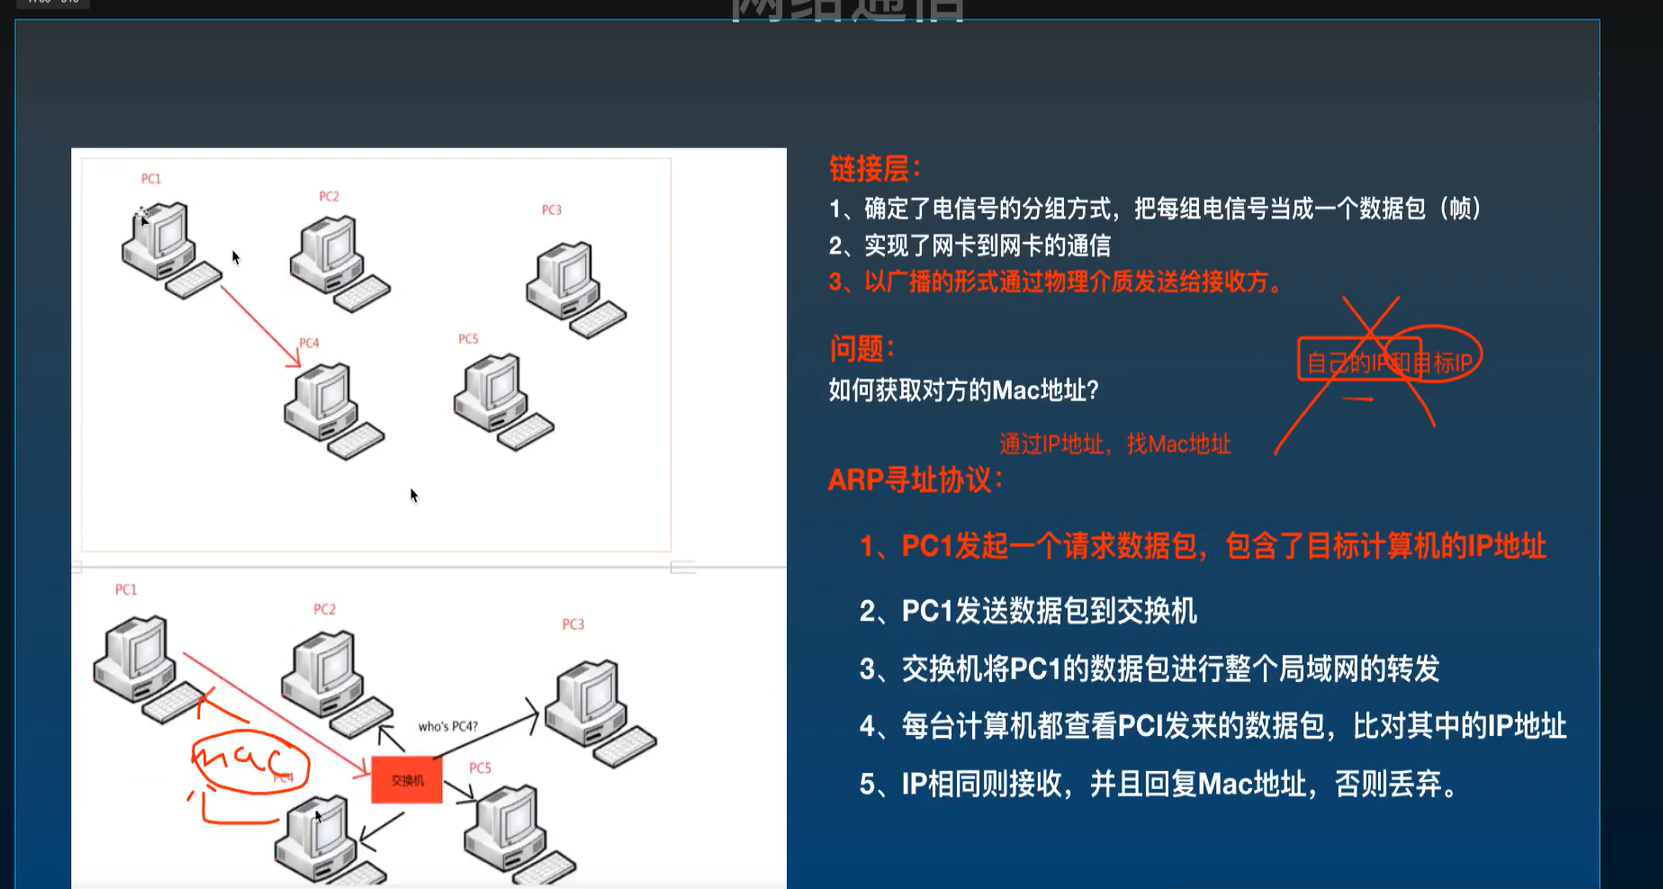 网络通信
PC1
PC2
PC3
PC4
PC5
PC1
PC2
PC3
who's PC4?
mac
PC4
交换机
PC5
链接层：
1、确定了电信号的分组方式，把每组电信号当成一个数据包（帧）
2、实现了网卡到网卡的通信
3、以广播的形式通过物理介质发送给接收方。
问题：
自己的IP和目标IP
如何获取对方的Mac地址？
通过IP地址，找Mac地址
ARP寻址协议：
1、PC1发起一个请求数据包，包含了目标计算机的IP地址
2、PC1发送数据包到交换机
3、交换机将PC1的数据包进行整个局域网的转发
4、每台计算机都查看PCI发来的数据包，比对其中的IP地址
5、IP相同则接收，并且回复Mac地址，否则丢弃。